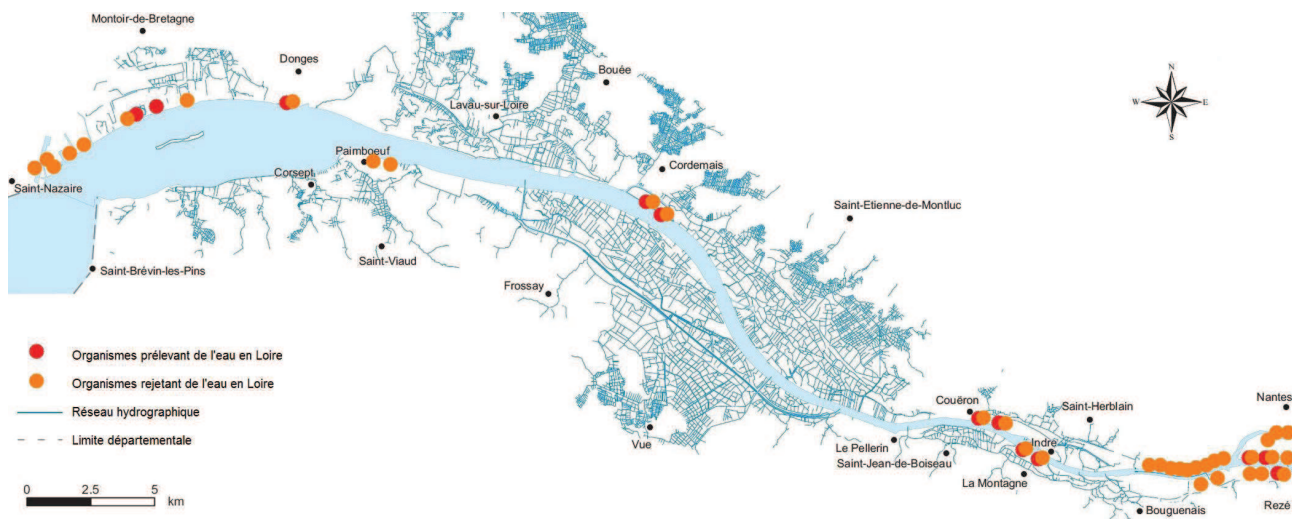 Montoir-de-Bretagne
Donges
Bouée
N
W E
S
Lavau-sur-Loire
Paimboeuf
Cordemais
Saint-Nazaire
Corsept
Saint-Etienne-de-Montluc
Saint-Viaud
Saint-Brévin-les-Pins
Frossay
Organismes prélevant de l'eau en Loire
Organismes rejetant de l'eau en Loire
Réseau hydrographique
Limite départementale
Couëron
Saint-Herblain
Nantes
Vue
Le Pellerin
Indre
Saint-Jean-de-Boiseau
La Montagne
0 2.5 5
km
Bouguenais
Rezé